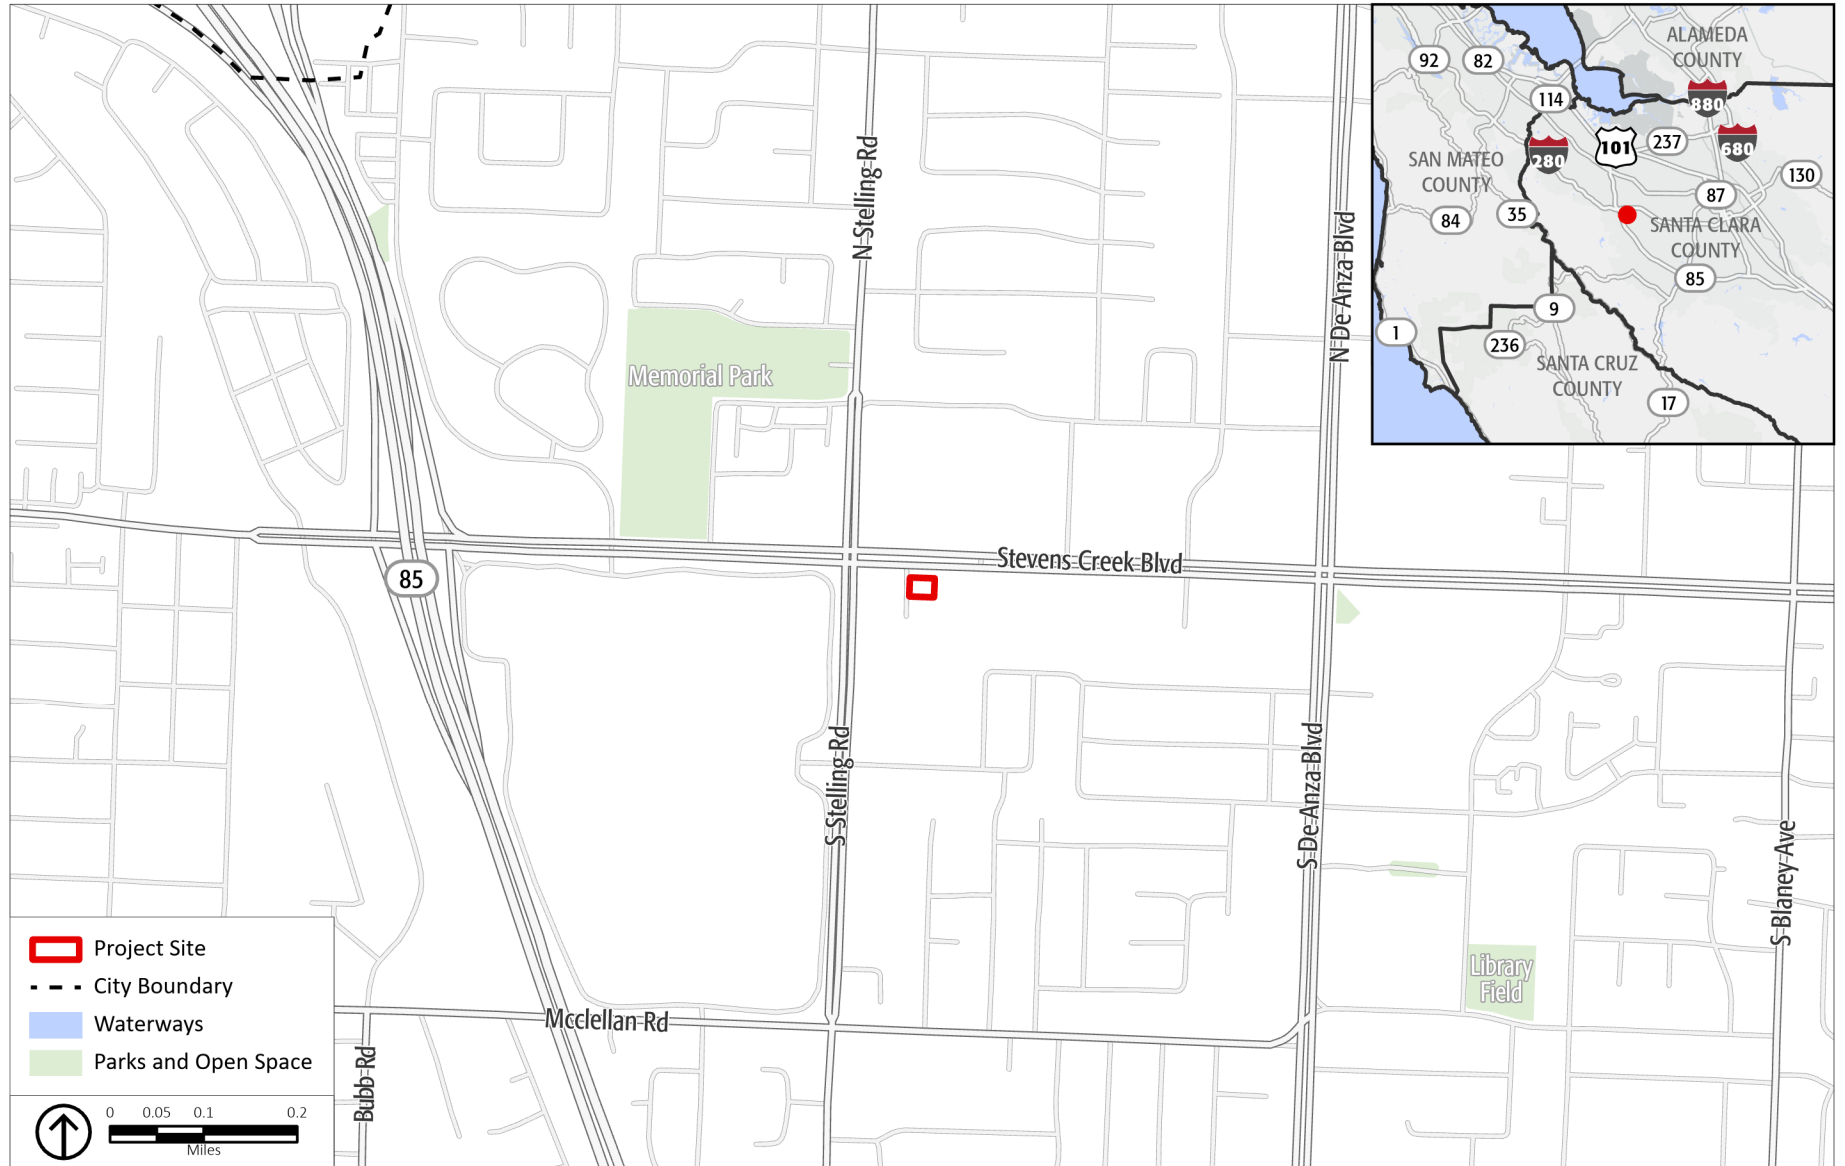 N Stelling Rd
N De Anza Blvd
Memorial Park
Stevens Creek Blvd
85
S Stelling Rd
S De Anza Blvd
S Blaney Ave
Library
Field
Mcclellan Rd
Bubb Rd
ALAMEDA
COUNTY
92
82
880
114
101
237
680
280
SAN MATEO
COUNTY
130
87
84
35
SANTA CLARA
COUNTY
85
9
1
236
SANTA CRUZ
COUNTY
17
Project Site
City Boundary
Waterways
Parks and Open Space
0 0.05 0.1 0.2
Miles